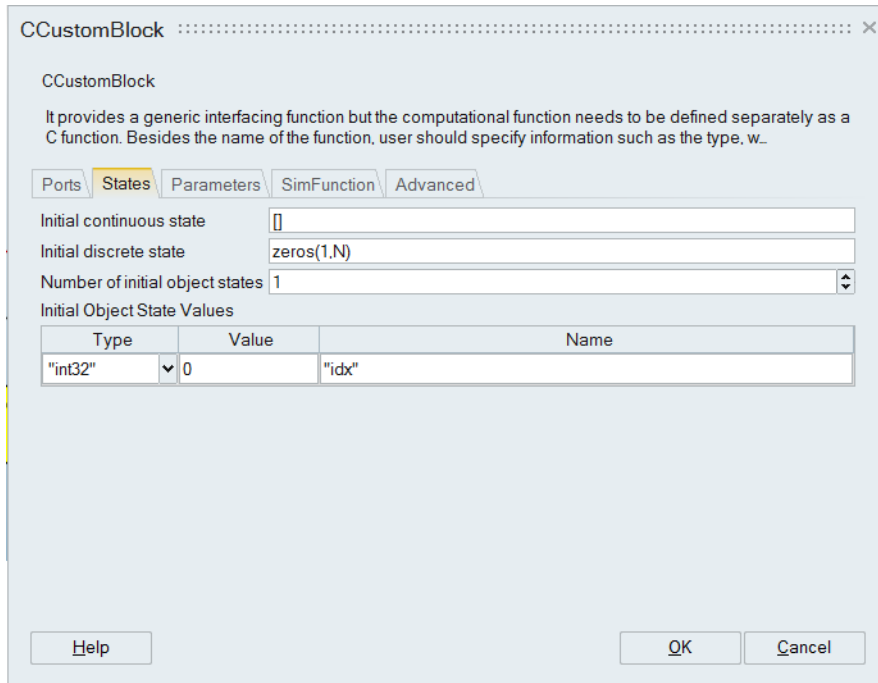 CCustomBlock
CCustomBlock
It provides a generic interfacing function but the computational function needs to be defined separately as a
C function. Besides the name of the function, user should specify information such as the type, w...
Ports States Parameters SimFunction Advanced
Initial continuous state []
Initial discrete state zeros(1,N)
Number of initial object states 1
Initial Object State Values
Type Value Name
"int32" 0 "idx"
Help OK Cancel